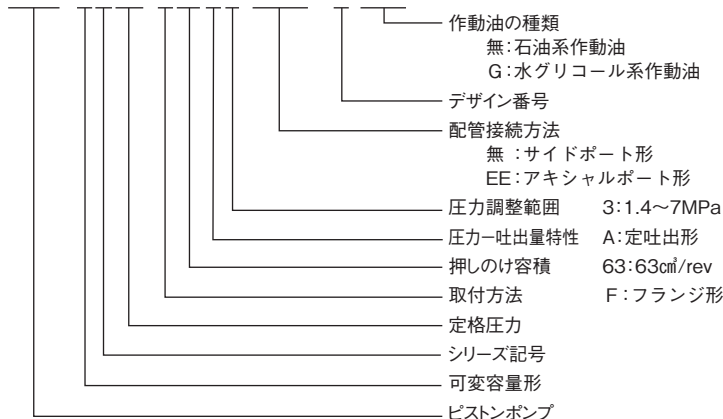 作動油の種類
無:石油系作動油
G:水グリコール系作動油
デザイン番号
配管接続方法
無:サイドポート形
EE:アキシャルポート形
圧力調整範囲 3:1.4~7MPa
圧力ー吐出量特性 A:定吐出形
押しのけ容積 63:63c㎥/rev
取付方法 F:フランジ形
定格圧力
シリーズ記号
可変容量形
ピストンポンプ